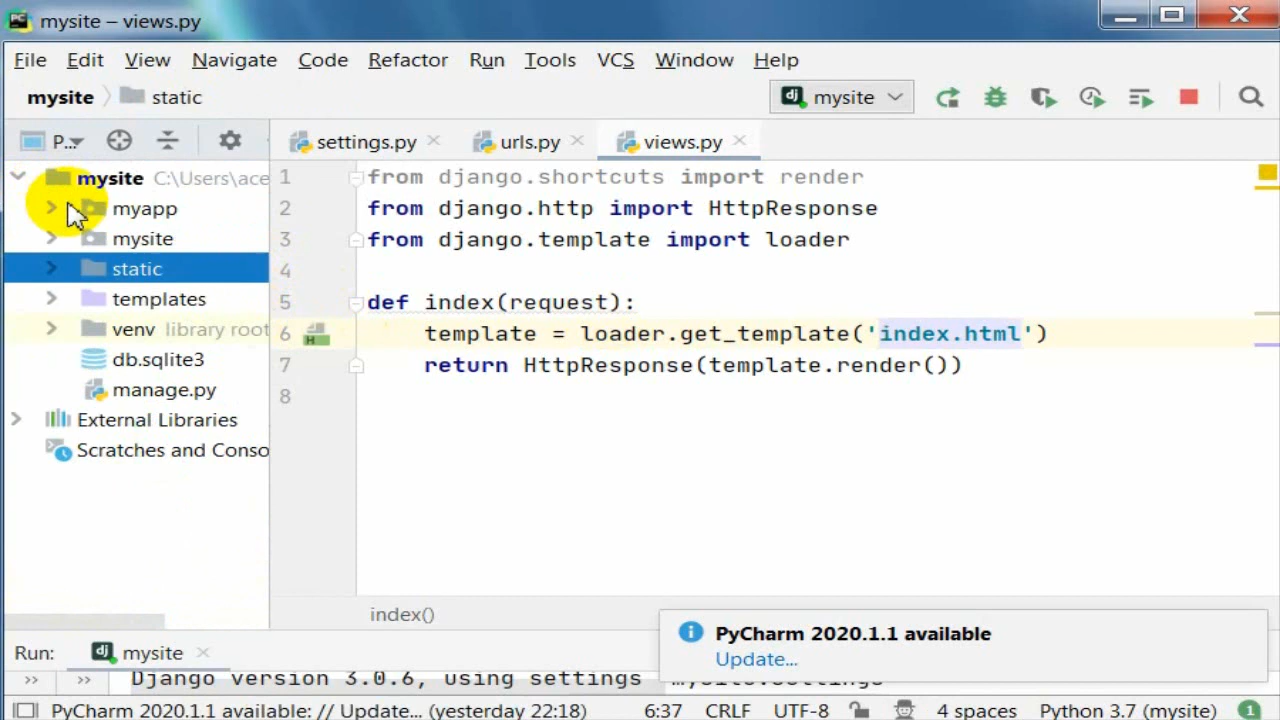 mysite – views.py
File Edit View Navigate Code Refactor Run Tools VCS Window Help
mysite static mysite
P... settings.py urls.py views.py
mysite C:\Users\ace
myapp
mysite
static
templates
venv library root
db.sqlite3
manage.py
External Libraries
Scratches and Conso
1 from django.shortcuts import render
2 from django.http import HttpResponse
3 from django.template import loader
4
5 def index(request):
6 template = loader.get_template('index.html')
7 return HttpResponse(template.render())
8
index()
PyCharm 2020.1.1 available
Update...
Run: mysite
Django version 3.0.6, using settings 'mysite.settings'
PyCharm 2020.1.1 available: // Update... (yesterday 22:18) 6:37 CRLF UTF-8 4 spaces Python 3.7 (mysite) 1